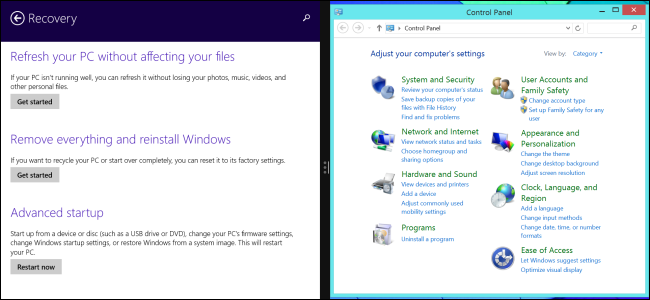 Recovery
Refresh your PC without affecting your files
If your PC isn't running well, you can refresh it without losing your photos, music, videos, and
other personal files.
Get started
Remove everything and reinstall Windows
If you want to recycle your PC or start over completely, you can reset it to its factory settings.
Get started
Advanced startup
Start up from a device or disc (such as a USB drive or DVD), change your PC's firmware settings,
change Windows startup settings, or restore Windows from a system image. This will restart
your PC.
Restart now
Control Panel
Control Panel
Adjust your computer's settings
View by: Category
System and Security
Review your computer's status
Save backup copies of your
files with File History
Find and fix problems
Network and Internet
View network status and tasks
Choose homegroup and
sharing options
Hardware and Sound
View devices and printers
Add a device
Adjust commonly used
mobility settings
Programs
Uninstall a program
User Accounts and
Family Safety
Change account type
Set up Family Safety for any
user
Appearance and
Personalization
Change the theme
Change desktop background
Adjust screen resolution
Clock, Language, and
Region
Add a language
Change input methods
Change date, time, or number
formats
Ease of Access
Let Windows suggest settings
Optimize visual display